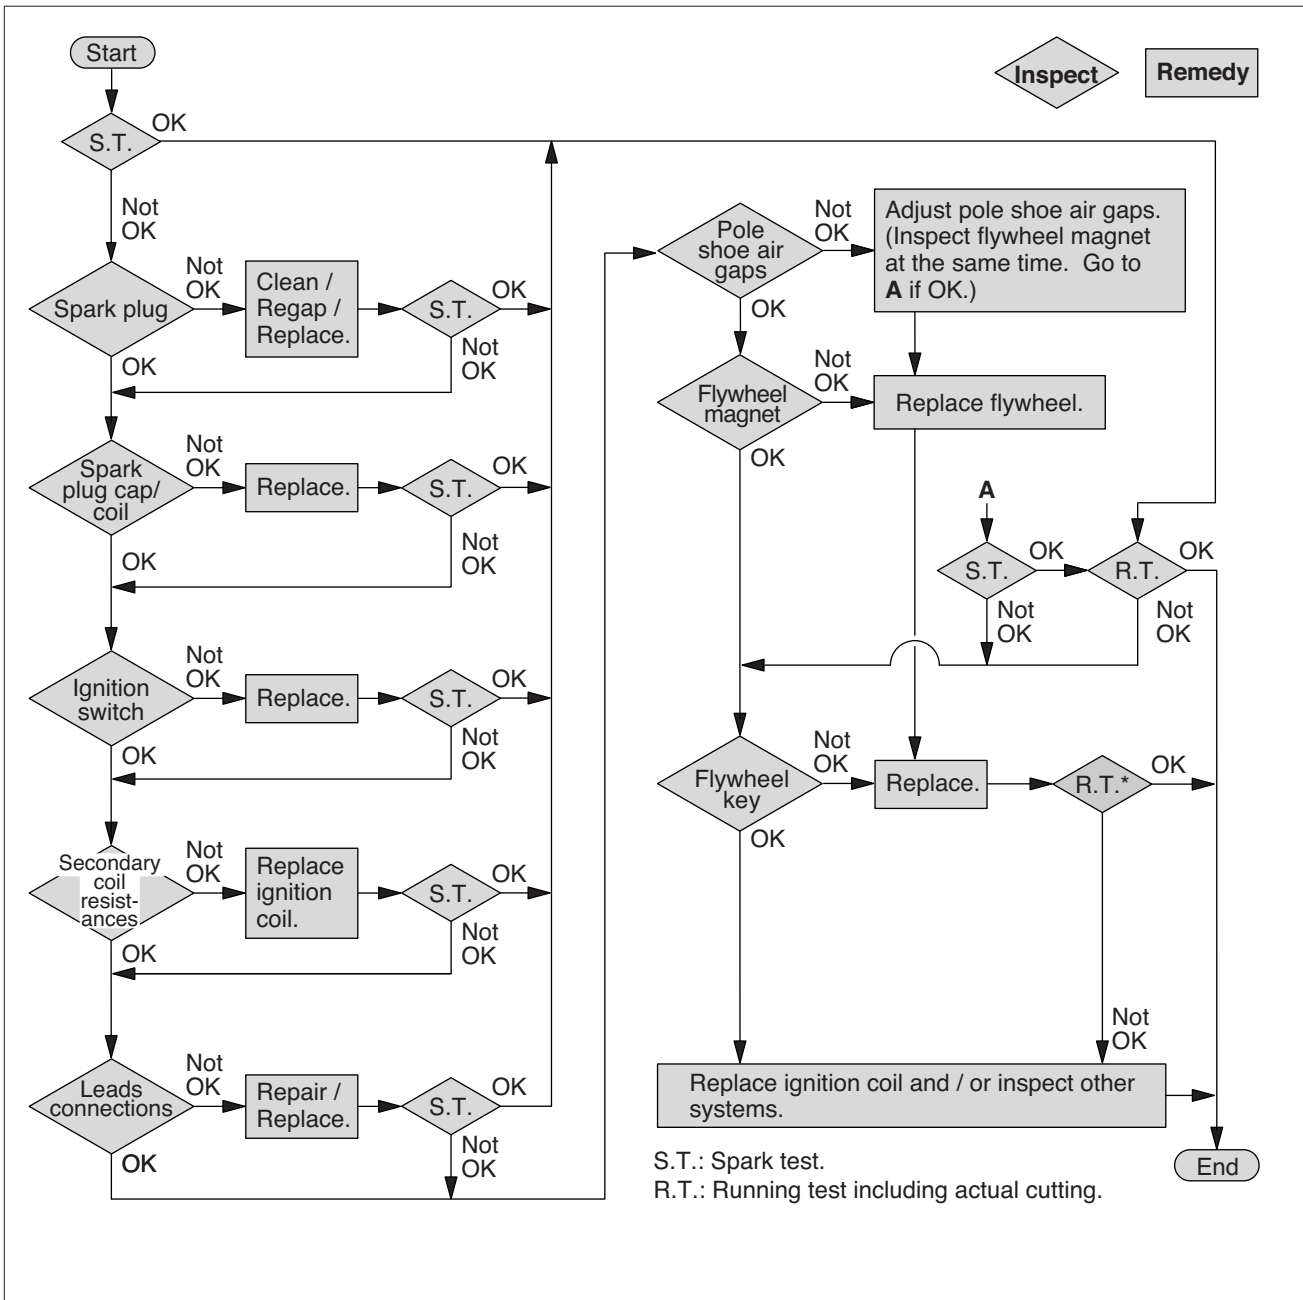 Start
Inspect
Remedy
S.T.
OK
Not
OK
Spark plug
Not
OK
Clean /
Regap /
Replace.
S.T.
OK
Not
OK
OK
Spark
plug cap/
coil
Not
OK
Replace.
S.T.
OK
Not
OK
OK
Ignition
switch
Not
OK
Replace.
S.T.
OK
Not
OK
OK
Secondary
coil
resist-
ances
Not
OK
Replace
ignition
coil.
S.T.
OK
Not
OK
OK
Leads
connections
Not
OK
Repair /
Replace.
S.T.
OK
Not
OK
OK
Pole
shoe air
gaps
Not
OK
Adjust pole shoe air gaps.
(Inspect flywheel magnet
at the same time. Go to
A if OK.)
OK
Flywheel
magnet
Not
OK
Replace flywheel.
OK
A
S.T.
OK
R.T.
OK
Not
OK
Not
OK
Flywheel
key
Not
OK
Replace.
R.T.*
OK
OK
Not
OK
Replace ignition coil and / or inspect other
systems.
End
S.T.: Spark test.
R.T.: Running test including actual cutting.